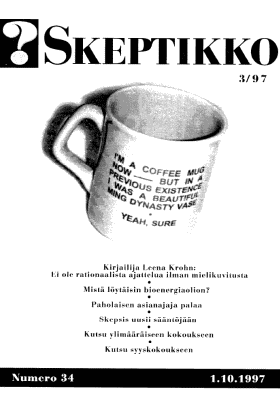 ? SKEPTIKKO
3/97
I'M A COFFEE MUG
NOW — BUT IN A
PREVIOUS EXISTENCE
I WAS A BEAUTIFUL
MING DYNASTY VASE
•
YEAH, SURE
Kirjailija Leena Krohn:
Ei ole rationaalista ajattelua ilman mielikuvitusta
•
Mistä löytäisin bioenergiaolion?
•
Paholaisen asianajaja palaa
•
Skepsis uusii sääntöjään
•
Kutsu ylimääräiseen kokoukseen
•
Kutsu syyskokoukseen
Numero 34 1.10.1997